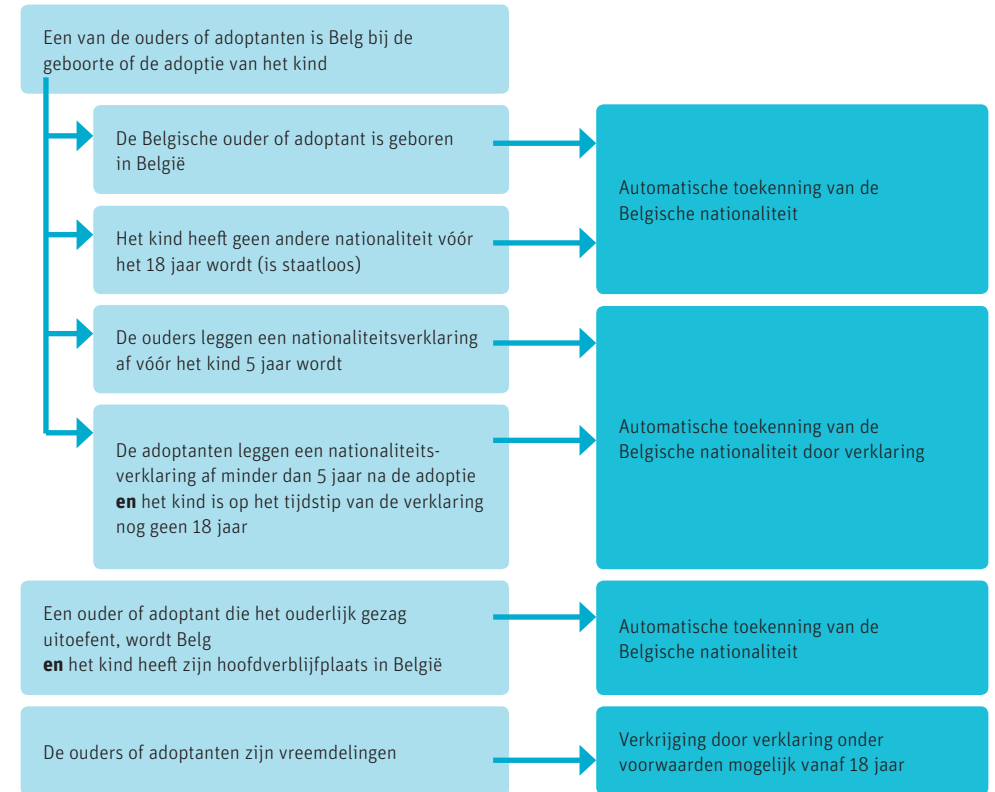 Een van de ouders of adoptanten is Belg bij de
geboorte of de adoptie van het kind
De Belgische ouder of adoptant is geboren
in België
Het kind heeft geen andere nationaliteit vóór
het 18 jaar wordt (is staatloos)
Automatische toekenning van de
Belgische nationaliteit
De ouders leggen een nationaliteitsverklaring
af vóór het kind 5 jaar wordt
De adoptanten leggen een nationaliteits-
verklaring af minder dan 5 jaar na de adoptie
en het kind is op het tijdstip van de verklaring
nog geen 18 jaar
Automatische toekenning van de
Belgische nationaliteit door verklaring
Een ouder of adoptant die het ouderlijk gezag
uitoefent, wordt Belg
en het kind heeft zijn hoofdverblijfplaats in België
Automatische toekenning van de
Belgische nationaliteit
De ouders of adoptanten zijn vreemdelingen
Verkrijging door verklaring onder
voorwaarden mogelijk vanaf 18 jaar